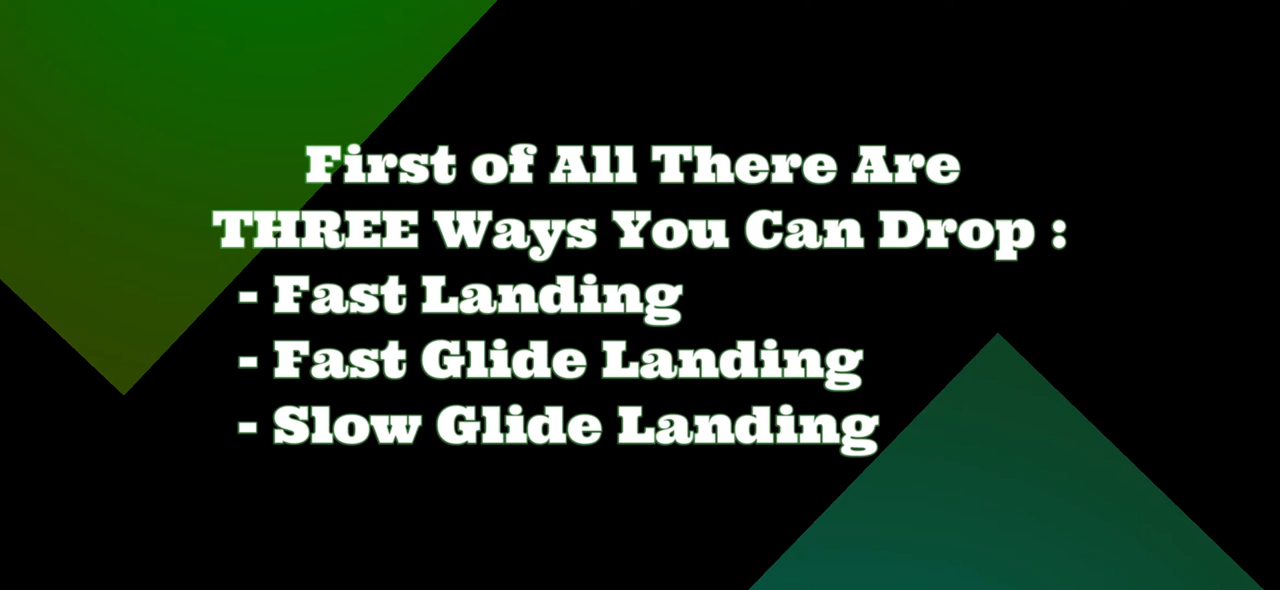 First of All There Are
THREE Ways You Can Drop :
- Fast Landing
- Fast Glide Landing
- Slow Glide Landing